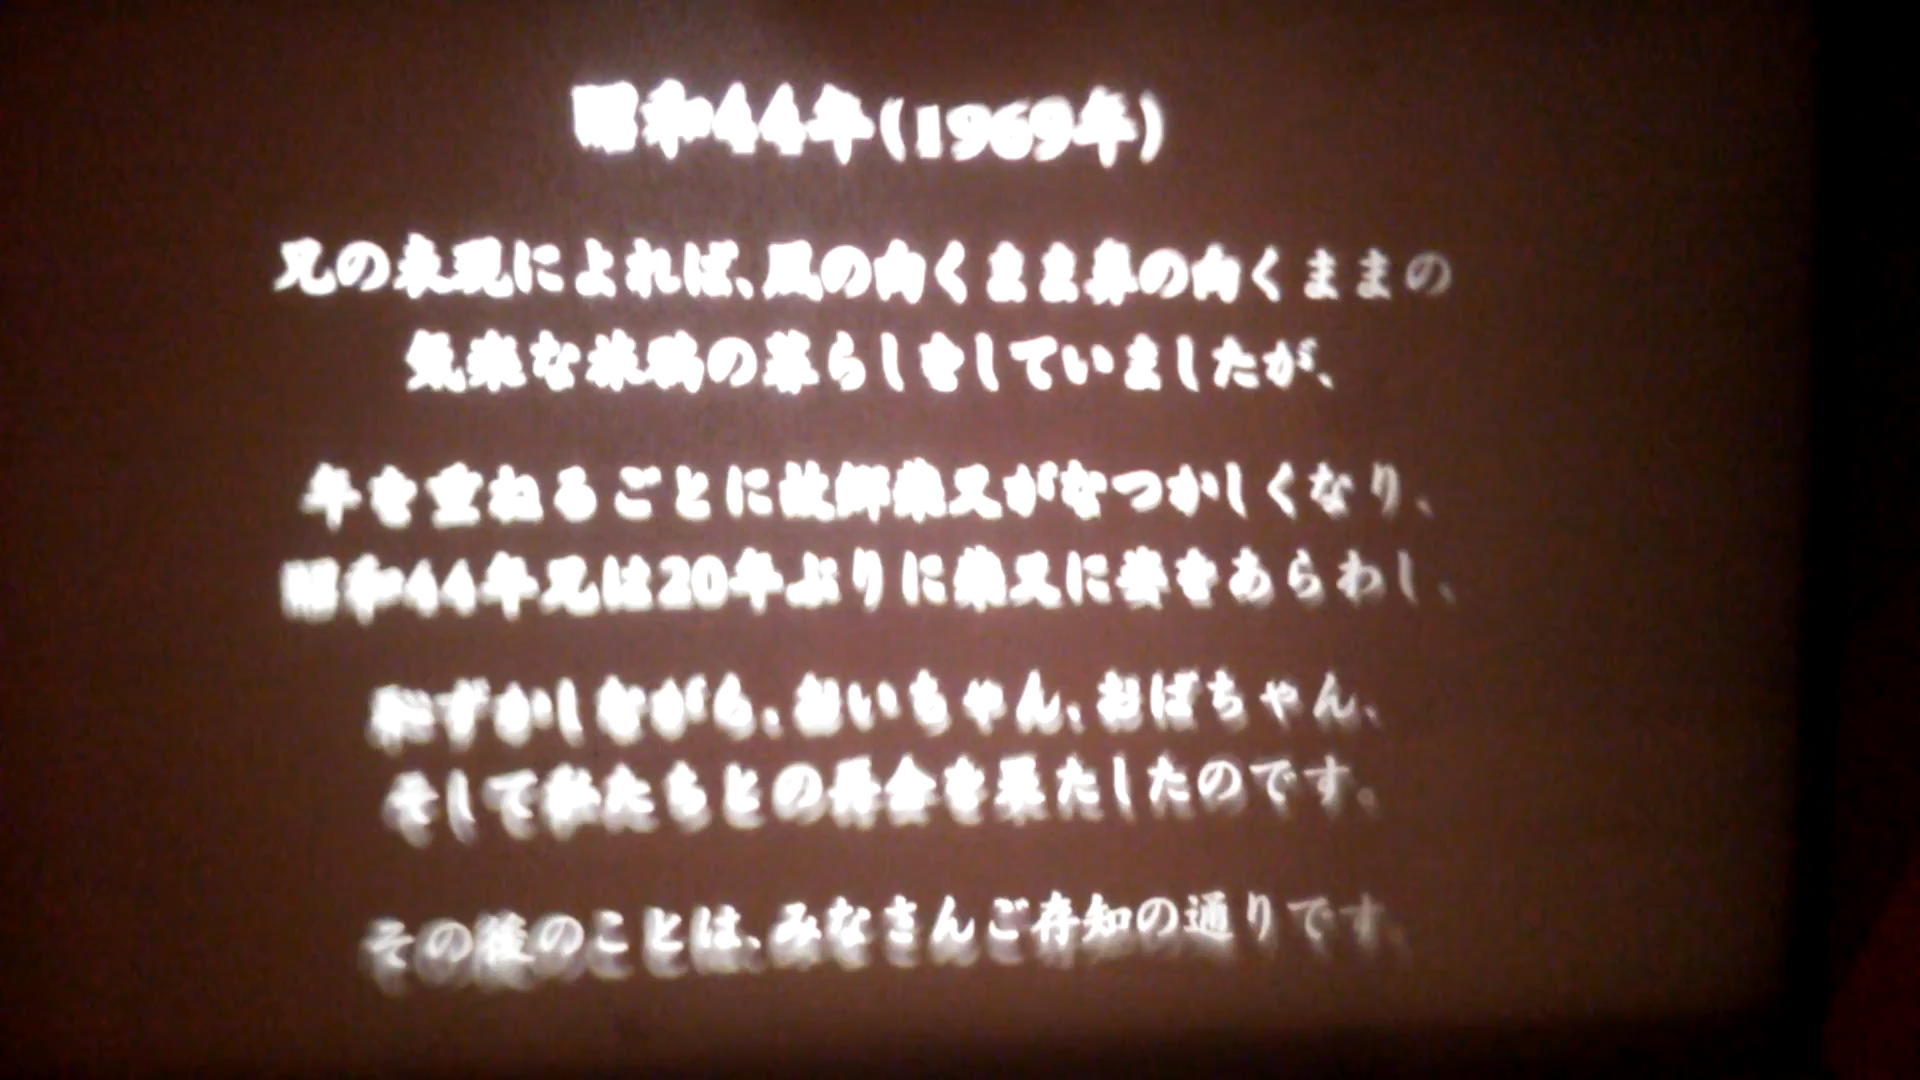 昭和44年(1969年)
兄の表現によれば、風の向くまま鼻の向くままの
気楽な旅鴉の暮らしをしていましたが、
年を重ねるごとに故郷柴又がなつかしくなり、
昭和44年兄は20年ぶりに柴又に姿をあらわし、
恥ずかしながら、おいちゃん、おばちゃん、
そして私たちとの再会を果たしたのです。
その後のことは、みなさんご存知の通りです。